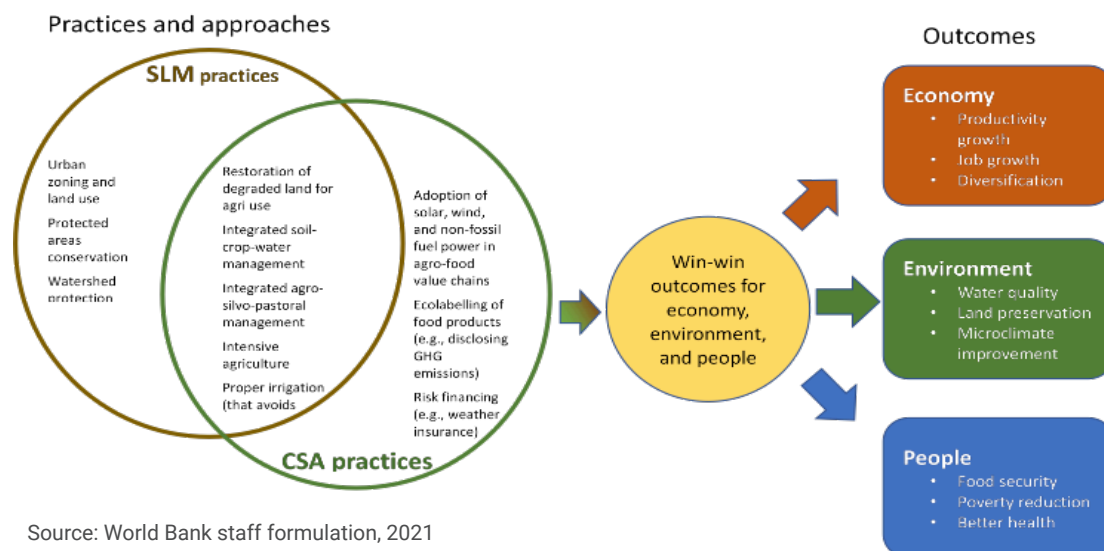 Practices and approaches
SLM practices
Urban
zoning and
land use
Protected
areas
conservation
Watershed
protection
Restoration of
degraded land for
agri use
Integrated soil-
crop-water
management
Integrated agro-
silvo-pastoral
management
Intensive
agriculture
Proper irrigation
(that avoids
Adoption of
solar, wind,
and non-fossil
fuel power in
agro-food
value chains
Ecolabelling of
food products
(e.g., disclosing
GHG
emissions)
Risk financing
(e.g., weather
insurance)
CSA practices
Win-win
outcomes for
economy,
environment,
and people
Outcomes
Economy
• Productivity
growth
• Job growth
• Diversification
Environment
• Water quality
• Land preservation
• Microclimate
improvement
People
• Food security
• Poverty reduction
• Better health
Source: World Bank staff formulation, 2021